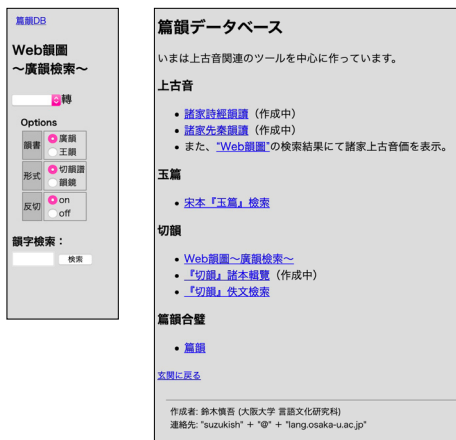 篇韻DB
Web韻圖
～廣韻檢索～
轉
Options
韻書
廣韻
王韻
形式
切韻譜
韻鏡
反切
on
off
韻字檢索：
検索
篇韻データベース
いまは上古音関連のツールを中心に作っています。
上古音
諸家詩經韻讀（作成中）
諸家先秦韻讀（作成中）
また、"Web韻圖"の検索結果にて諸家上古音価を表示。
玉篇
宋本『玉篇』檢索
切韻
Web韻圖～廣韻檢索～
『切韻』諸本輯覽（作成中）
『切韻』佚文檢索
篇韻合璧
篇韻
玄関に戻る
作成者: 鈴木慎吾 (大阪大学 言語文化研究科)
連絡先: "suzukish" + "@" + "lang.osaka-u.ac.jp"